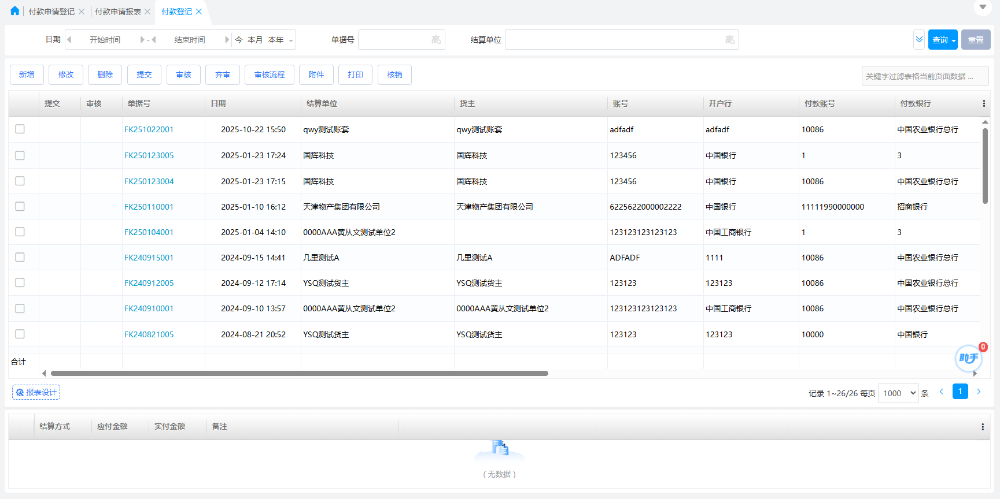 付款申请登记 付款申请报表 付款登记
日期 开始时间 - 结束时间 今 本月 本年 单据号 高 结算单位 高 查询 重置
新增 修改 删除 提交 审核 弃审 审核流程 附件 打印 核销 关键字过滤表格当前页面数据 ...
提交 审核 单据号 日期 结算单位 货主 账号 开户行 付款账号 付款银行
FK251022001 2025-10-22 15:50 qwy测试账套 qwy测试账套 adfadf adfadf 10086 中国农业银行总行
FK250123005 2025-01-23 17:24 国辉科技 国辉科技 123456 中国银行 1 3
FK250123004 2025-01-23 17:15 国辉科技 国辉科技 123456 中国银行 10086 中国农业银行总行
FK250110001 2025-01-10 16:12 天津物产集团有限公司 天津物产集团有限公司 6225622000002222 中国银行 11111990000000 招商银行
FK250104001 2025-01-04 14:10 0000AAA黄从文测试单位2 123123123123123 中国工商银行 1 3
FK240915001 2024-09-15 14:41 几里测试A 几里测试A ADFADF 1111 10086 中国农业银行总行
FK240912005 2024-09-12 17:14 YSQ测试货主 YSQ测试货主 123123 123123 10086 中国农业银行总行
FK240910001 2024-09-10 13:57 0000AAA黄从文测试单位2 0000AAA黄从文测试单位2 123123123123123 中国工商银行 10086 中国农业银行总行
FK240821005 2024-08-21 20:52 YSQ测试货主 YSQ测试货主 123123 123123 10000 中国银行
0
助手
合计
报表设计 记录 1~26/26 每页 1000 条 1
结算方式 应付金额 实付金额 备注
( 无数据 )